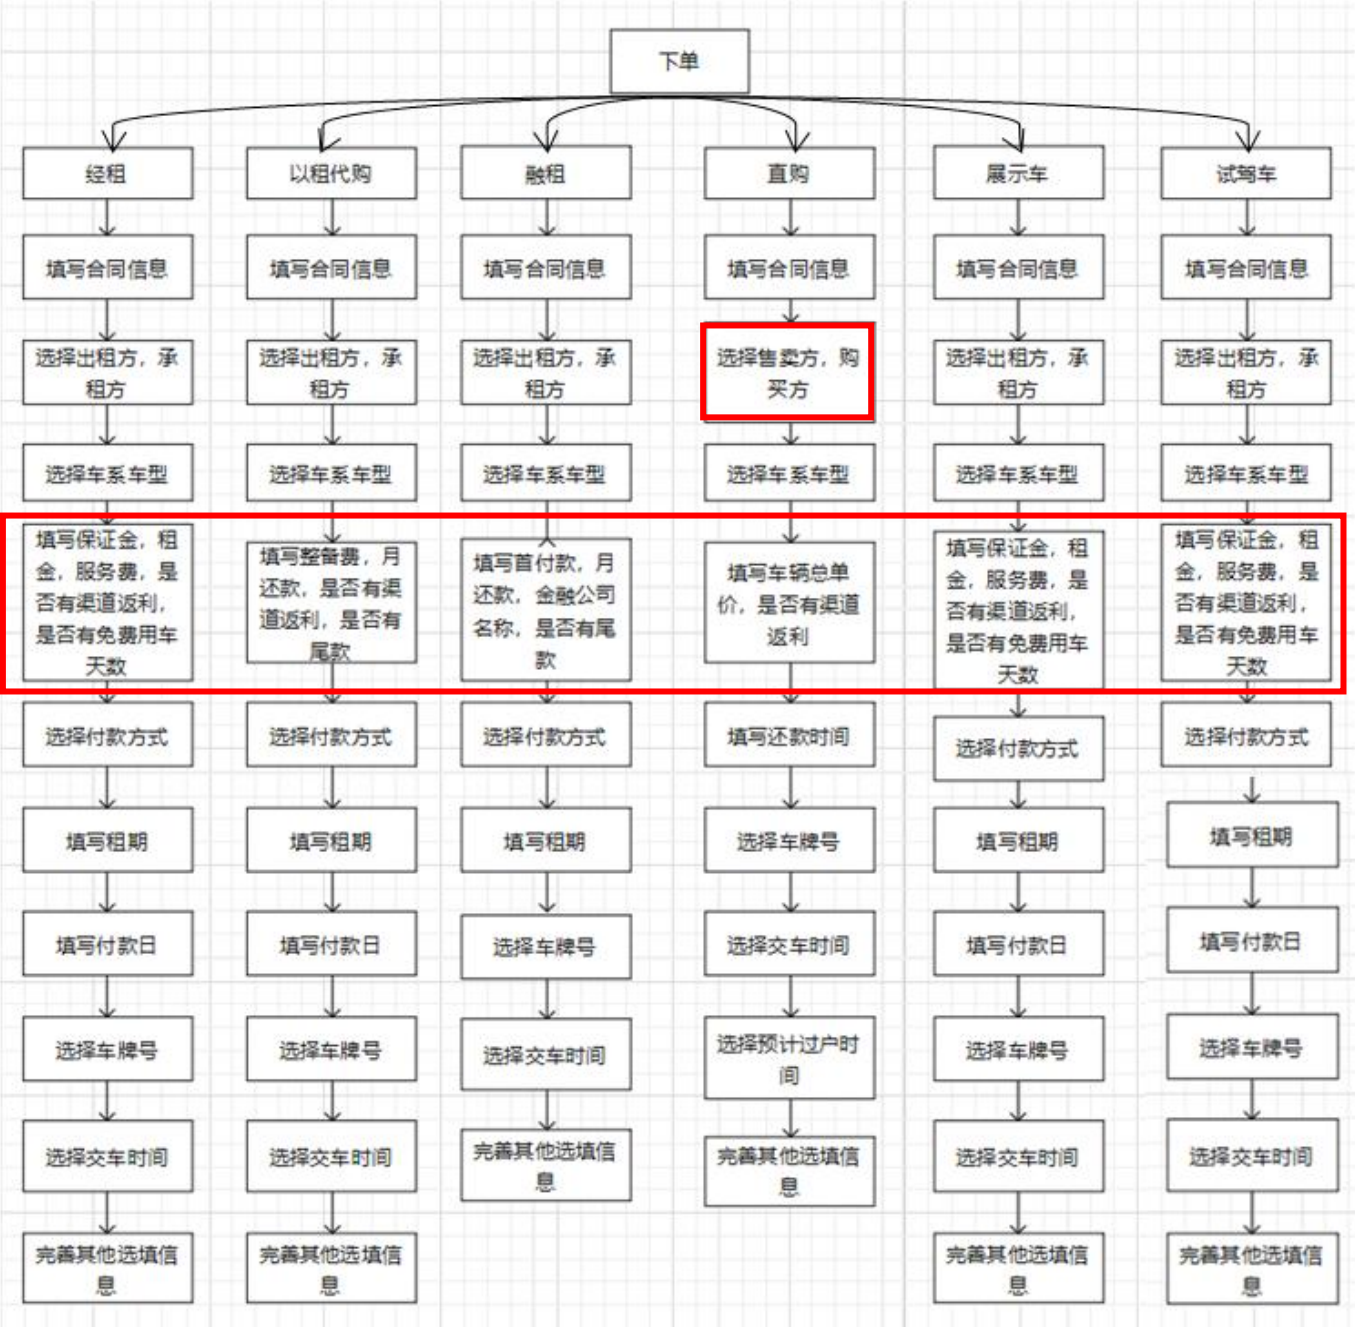 下单
经租
填写合同信息
选择出租方，承
租方
选择车系车型
填写保证金，租
金，服务费，是
否有渠道返利，
是否有免费用车
天数
选择付款方式
填写租期
填写付款日
选择车牌号
选择交车时间
完善其他选填信
息
以租代购
填写合同信息
选择出租方，承
租方
选择车系车型
填写整备费，月
还款，是否有渠
道返利，是否有
尾款
选择付款方式
填写租期
填写付款日
选择车牌号
选择交车时间
完善其他选填信
息
融租
填写合同信息
选择出租方，承
租方
选择车系车型
填写首付款，月
还款，金融公司
名称，是否有尾
款
选择付款方式
填写租期
选择车牌号
选择交车时间
完善其他选填信
息
直购
填写合同信息
选择售卖方，购
买方
选择车系车型
填写车辆总单
价，是否有渠道
返利
填写还款时间
选择车牌号
选择交车时间
选择预计过户时
间
完善其他选填信
息
展示车
填写合同信息
选择出租方，承
租方
选择车系车型
填写保证金，租
金，服务费，是
否有渠道返利，
是否有免费用车
天数
选择付款方式
填写租期
填写付款日
选择车牌号
选择交车时间
完善其他选填信
息
试驾车
填写合同信息
选择出租方，承
租方
选择车系车型
填写保证金，租
金，服务费，是
否有渠道返利，
是否有免费用车
天数
选择付款方式
填写租期
填写付款日
选择车牌号
选择交车时间
完善其他选填信
息